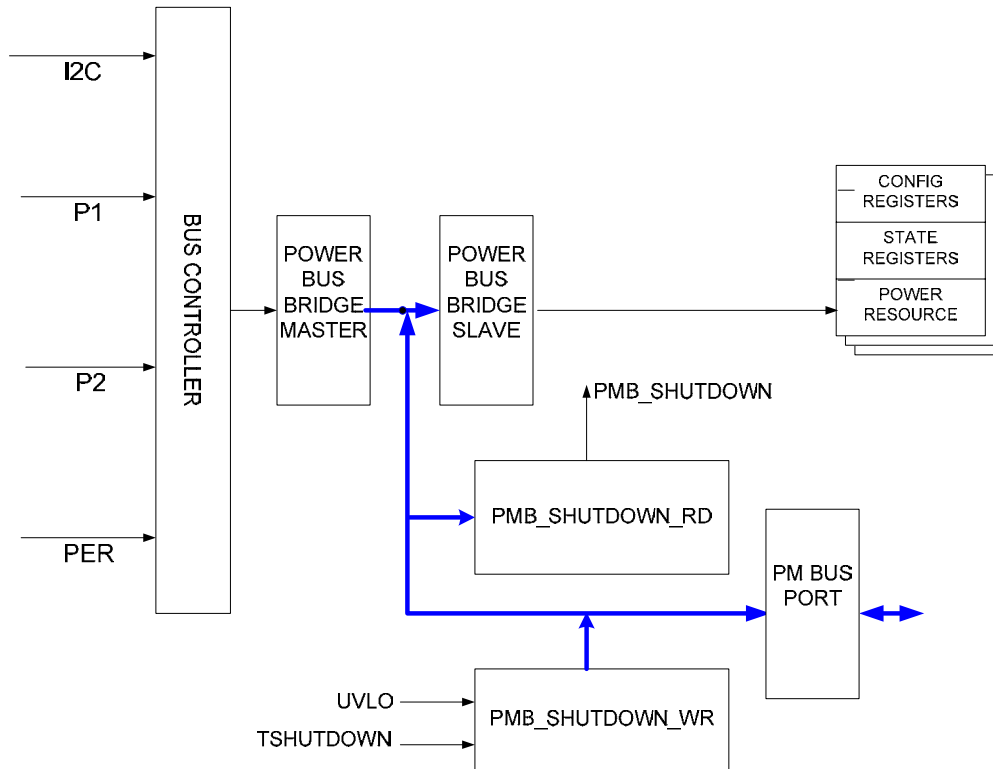 I2C
P1
P2
PER
BUS CONTROLLER
POWER
BUS
BRIDGE
MASTER
POWER
BUS
BRIDGE
SLAVE
CONFIG
REGISTERS
STATE
REGISTERS
POWER
RESOURCE
PMB_SHUTDOWN
PMB_SHUTDOWN_RD
PM BUS
PORT
UVLO
TSHUTDOWN
PMB_SHUTDOWN_WR